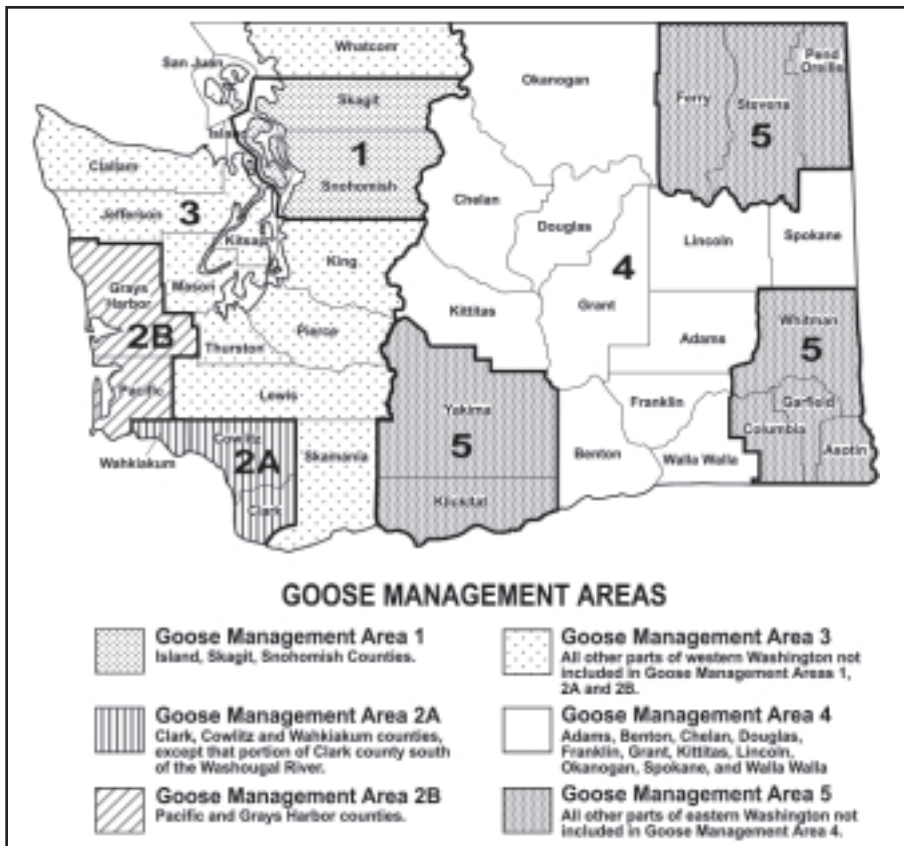 Whatcom
San Juan
Okanogan
Pend
Oreille
Skagit
Ferry
Stevens
Island
1
5
Clallam
Snohomish
Chelan
Jefferson
3
Douglas
Lincoln
Spokane
Kitsap
4
King
Grays
Harbor
Mason
Grant
Kittitas
Whitman
2B
Pierce
Adams
5
Thurston
Pacific
Lewis
Yakima
Franklin
Garfield
Columbia
Cowlitz
5
Asotin
Wahkiakum
2A
Skamania
Benton
Walla Walla
Clark
Klickitat
GOOSE MANAGEMENT AREAS
Goose Management Area 1
Island, Skagit, Snohomish Counties.
Goose Management Area 2A
Clark, Cowlitz and Wahkiakum counties,
except that portion of Clark county south
of the Washougal River.
Goose Management Area 2B
Pacific and Grays Harbor counties.
Goose Management Area 3
All other parts of western Washington not
included in Goose Management Areas 1,
2A and 2B.
Goose Management Area 4
Adams, Benton, Chelan, Douglas,
Franklin, Grant, Kittitas, Lincoln,
Okanogan, Spokane, and Walla Walla
Goose Management Area 5
All other parts of eastern Washington not
included in Goose Management Area 4.